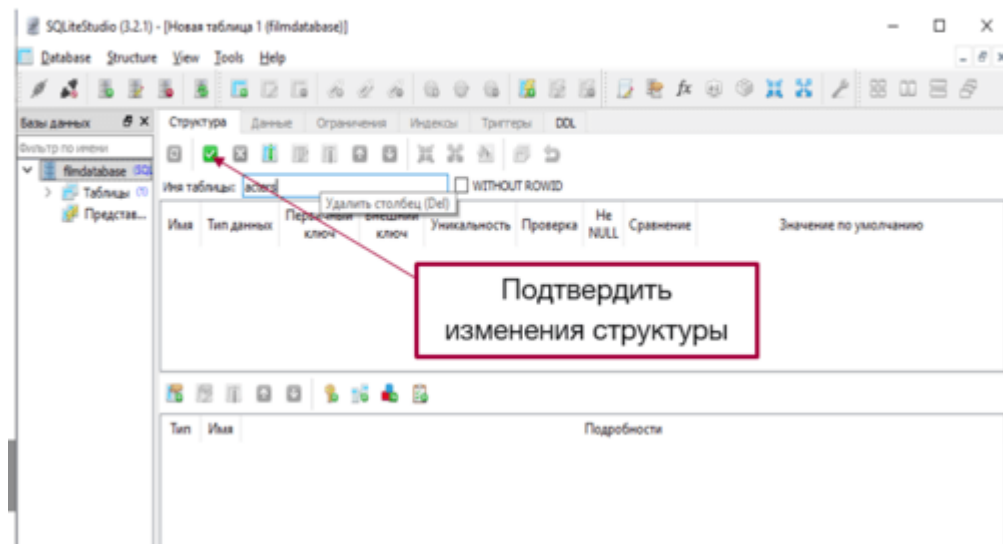 SQLiteStudio (3.2.1) - [Новая таблица 1 (filmdatabase)]
Database Structure View Tools Help
Базы данных
Структура Данные Ограничения Индексы Триггеры DDL
Фильтр по имени
filmdatabase (SQL
Таблицы (1)
Представ...
Имя таблицы: actors WITHOUT ROWID
Удалить столбец (Del)
Имя Тип данных Первичный ключ Внешний ключ Уникальность Проверка Не NULL Сравнение Значение по умолчанию
Подтвердить
изменения структуры
Тип Имя Подробности